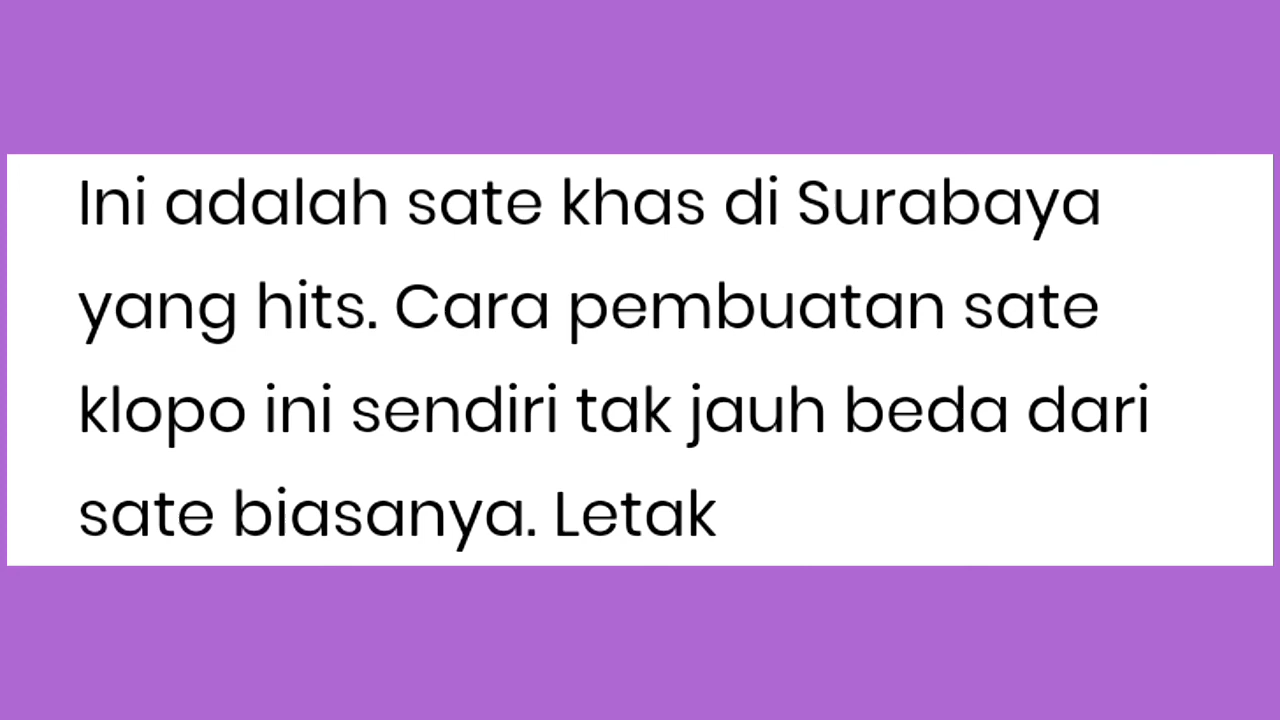 Ini adalah sate khas di Surabaya
yang hits. Cara pembuatan sate
klopo ini sendiri tak jauh beda dari
sate biasanya. Letak